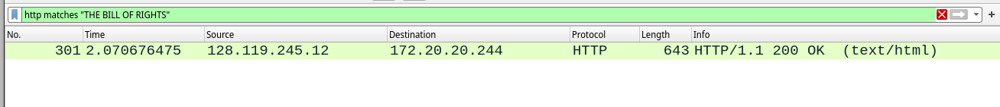 http matches "THE BILL OF RIGHTS"
No. Time Source Destination Protocol Length Info
301 2.070676475 128.119.245.12 172.20.20.244 HTTP 643 HTTP/1.1 200 OK (text/html)